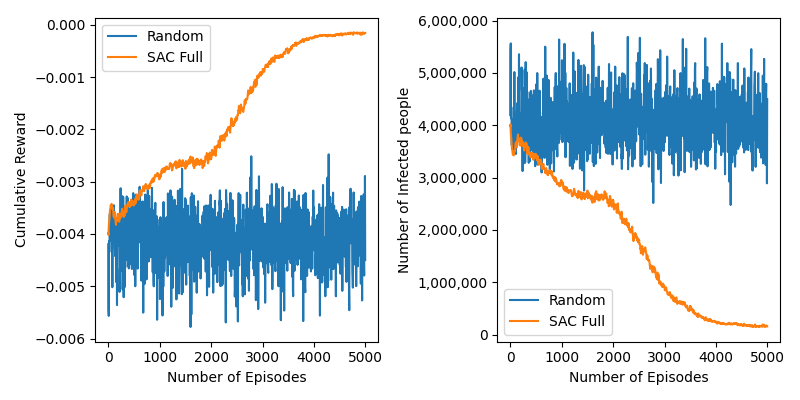 Cumulative Reward
0.000
−0.001
−0.002
−0.003
−0.004
−0.005
−0.006
Random
SAC Full
0 1000 2000 3000 4000 5000
Number of Episodes
Number of Infected people
6,000,000
5,000,000
4,000,000
3,000,000
2,000,000
1,000,000
0
Random
SAC Full
0 1000 2000 3000 4000 5000
Number of Episodes